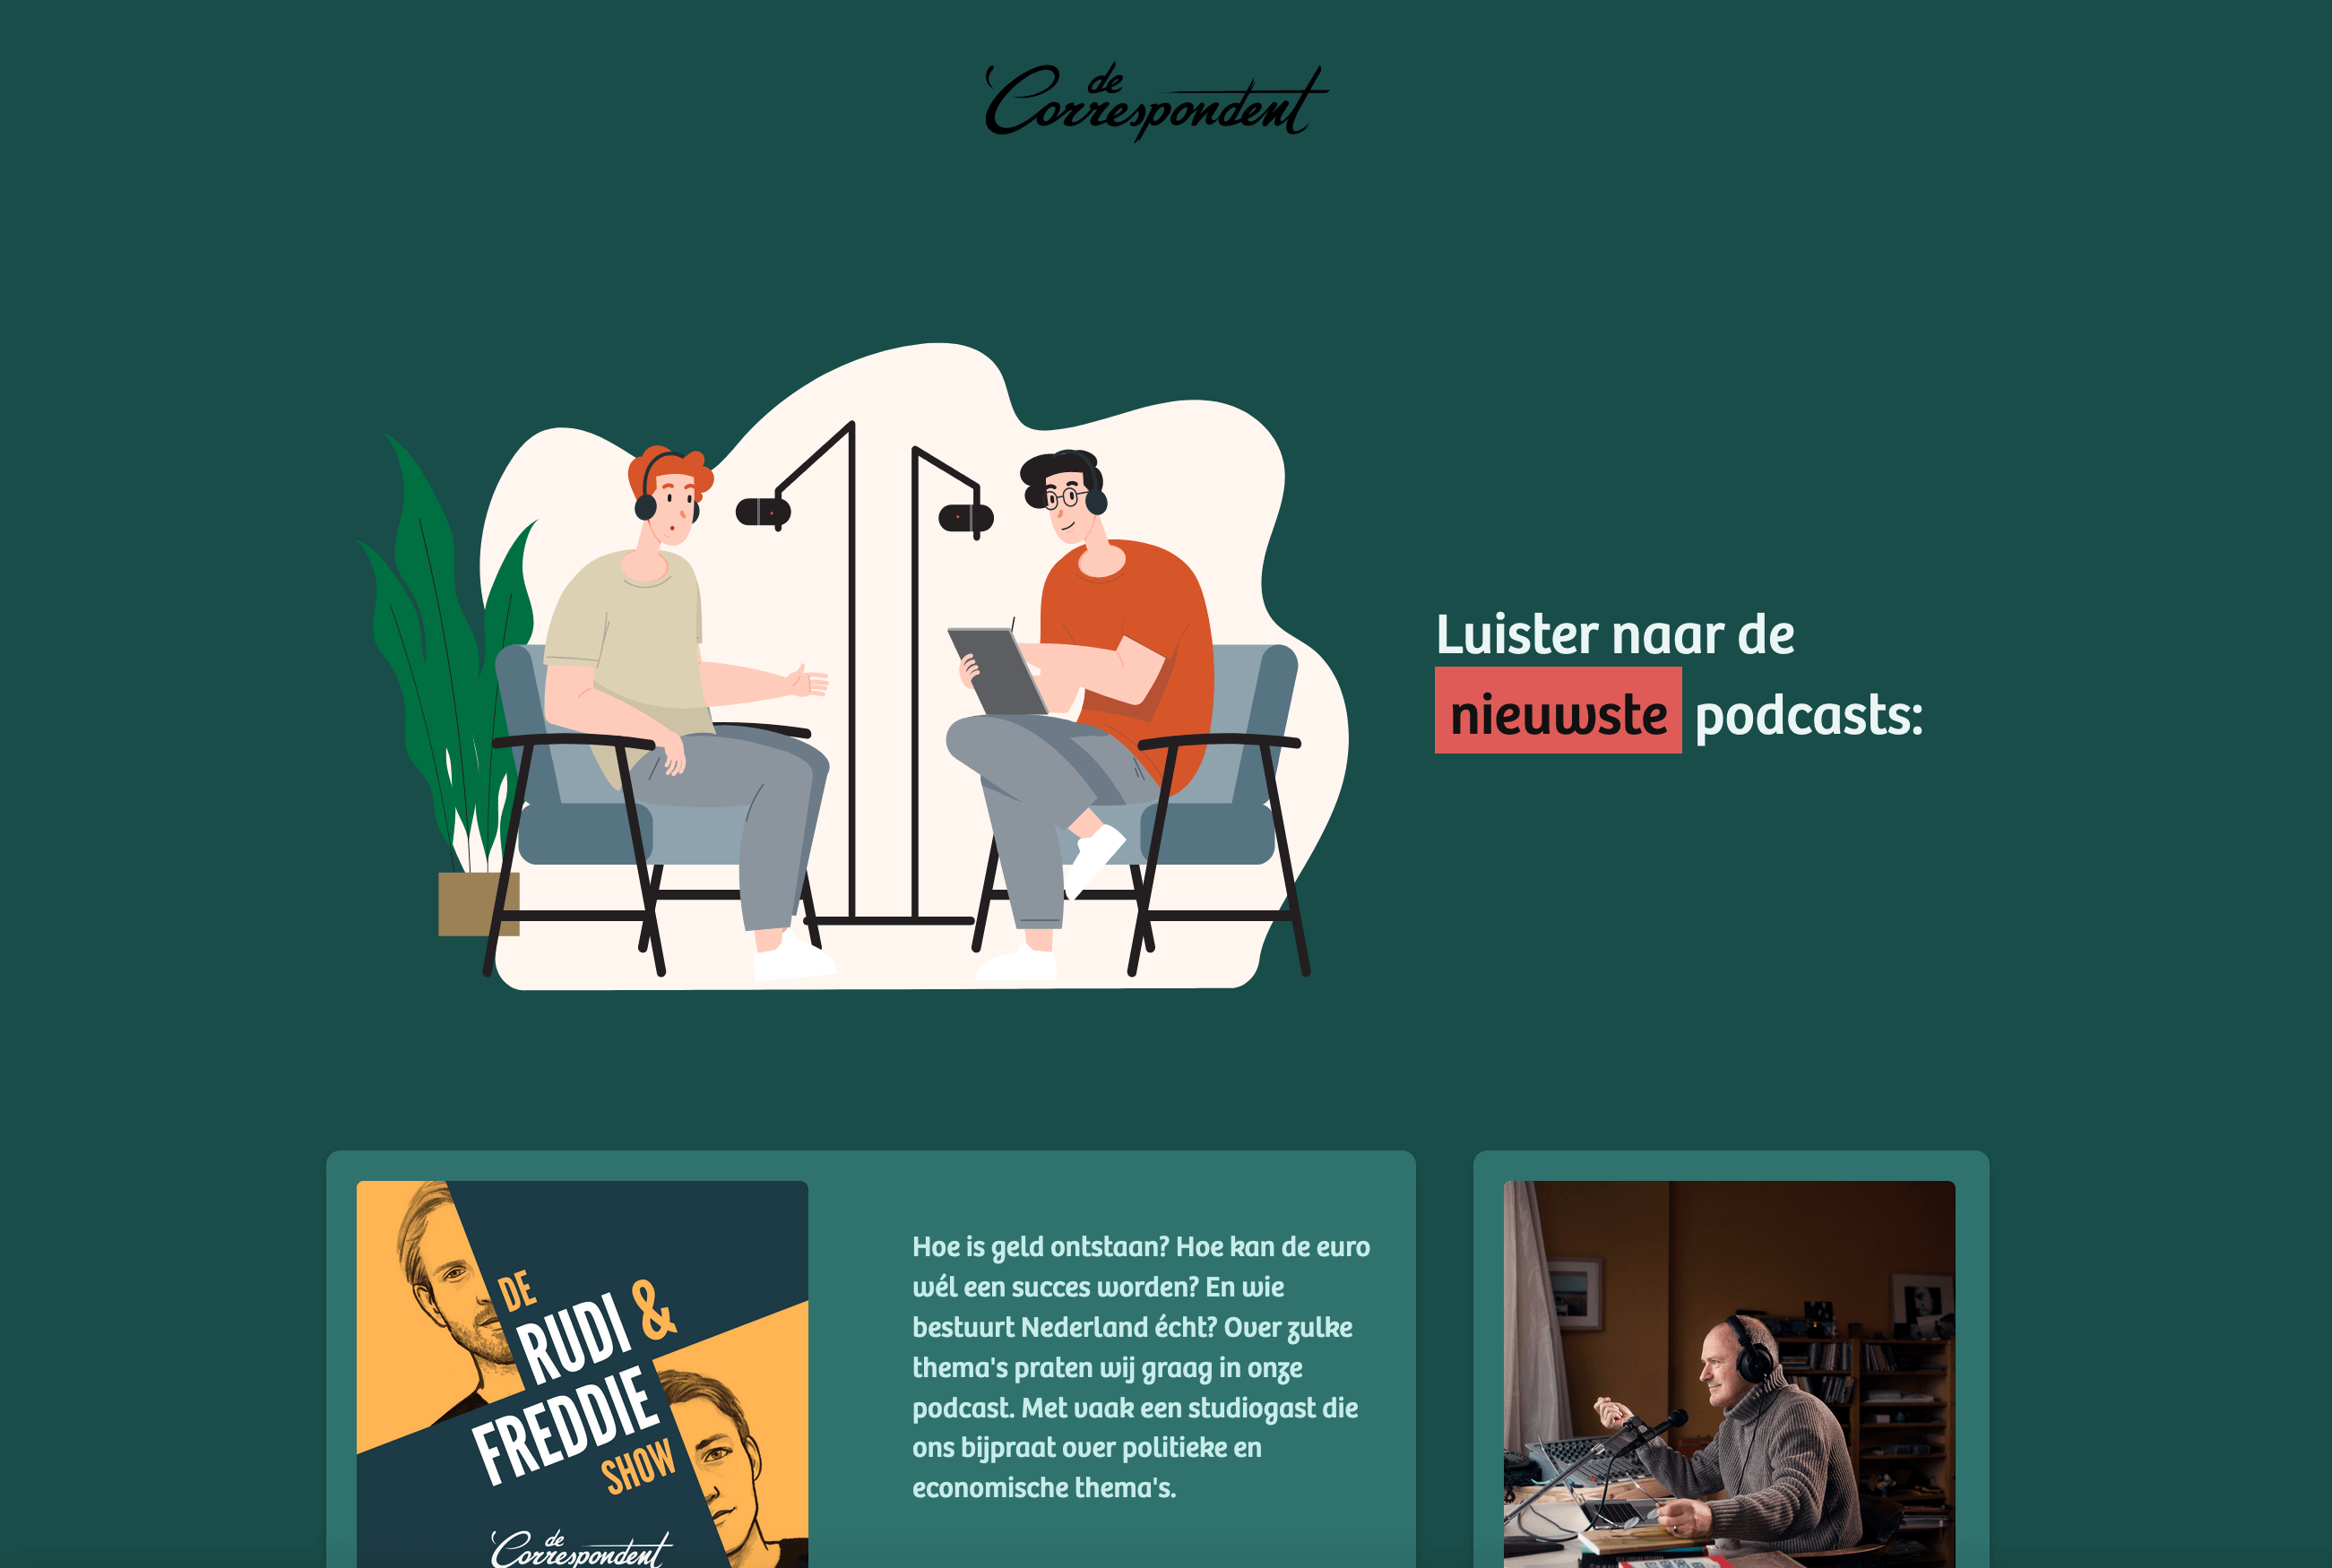 de
Correspondent
Luister naar de
nieuwste podcasts:
DE
RUDI &
FREDDIE
SHOW
de
Correspondent
Hoe is geld ontstaan? Hoe kan de euro
wél een succes worden? En wie
bestuurt Nederland écht? Over zulke
thema's praten wij graag in onze
podcast. Met vaak een studiogast die
ons bijpraat over politieke en
economische thema's.